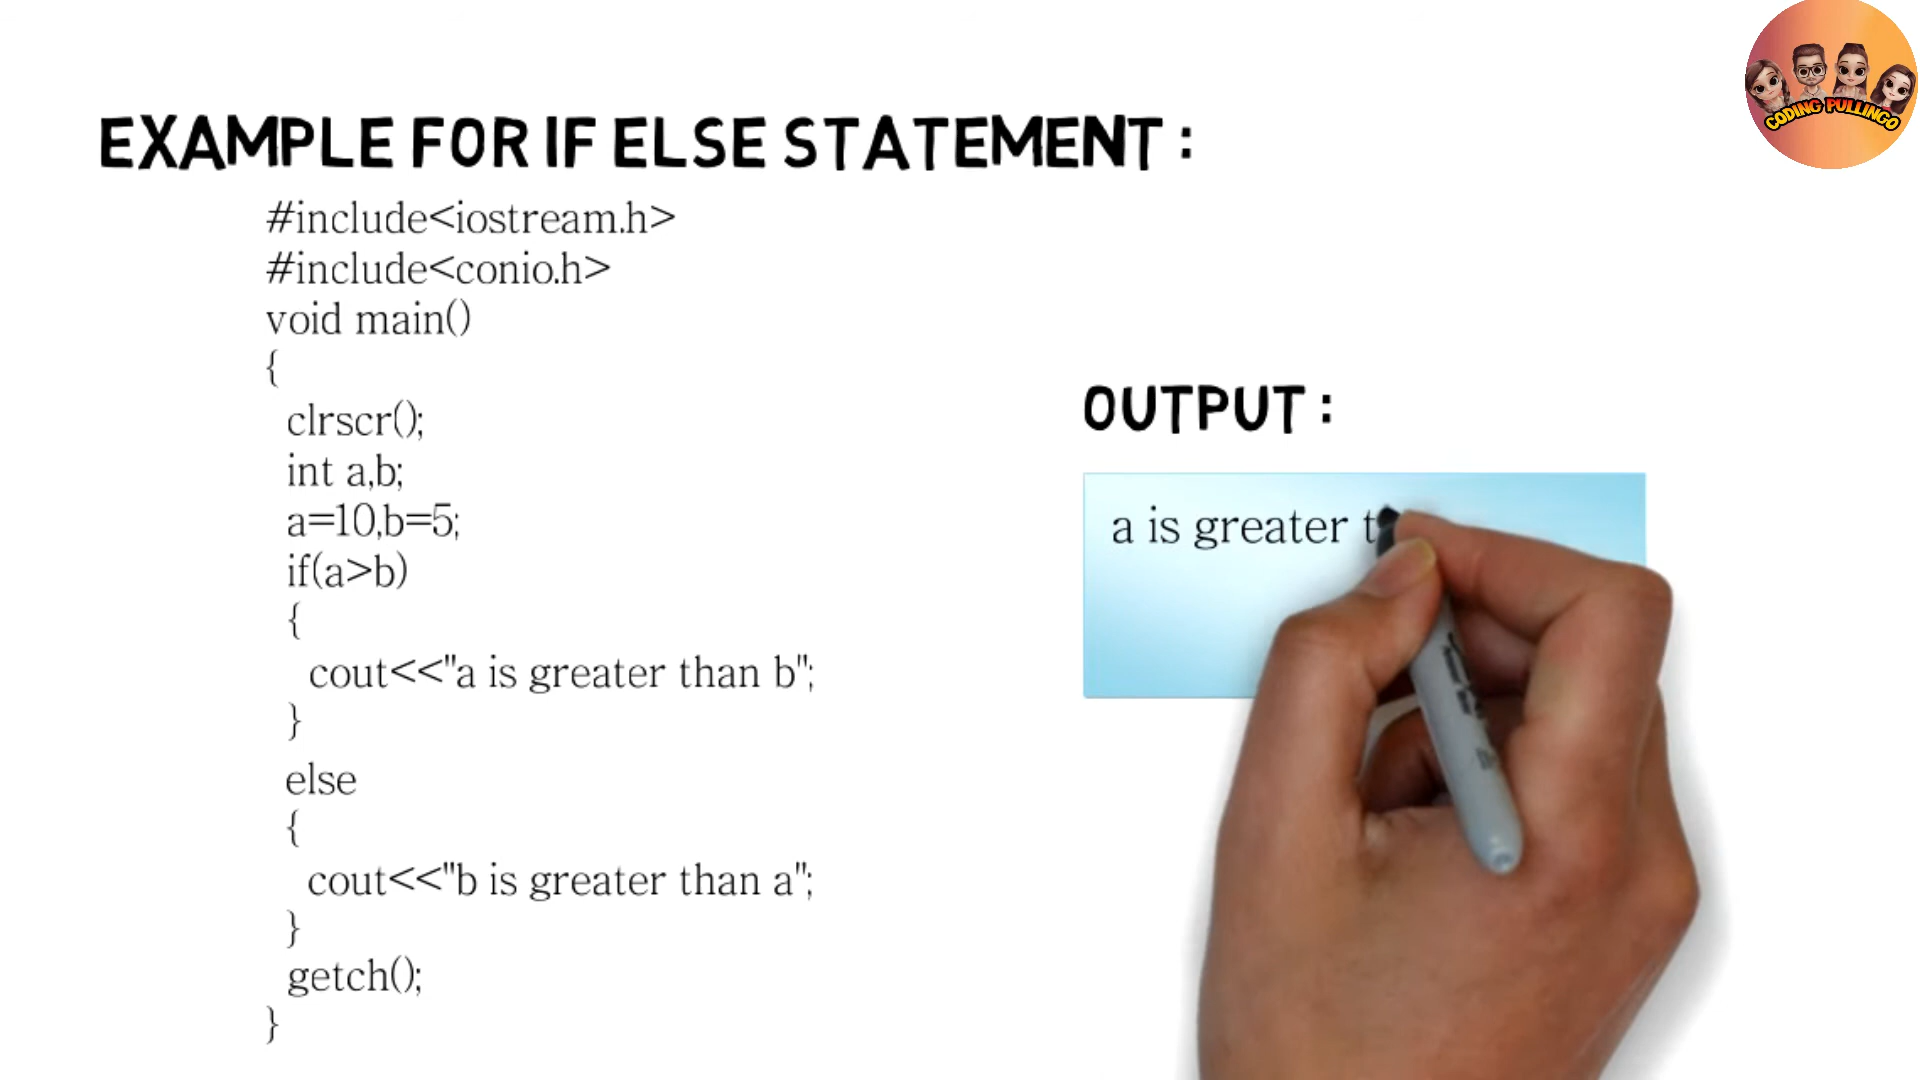 CODING PULLINGO
EXAMPLE FOR IF ELSE STATEMENT :
#include<iostream.h>
#include<conio.h>
void main()
{
clrscr();
int a,b;
a=10,b=5;
if(a>b)
{
cout<<"a is greater than b";
}
else
{
cout<<"b is greater than a";
}
getch();
}
OUTPUT :
a is greater t